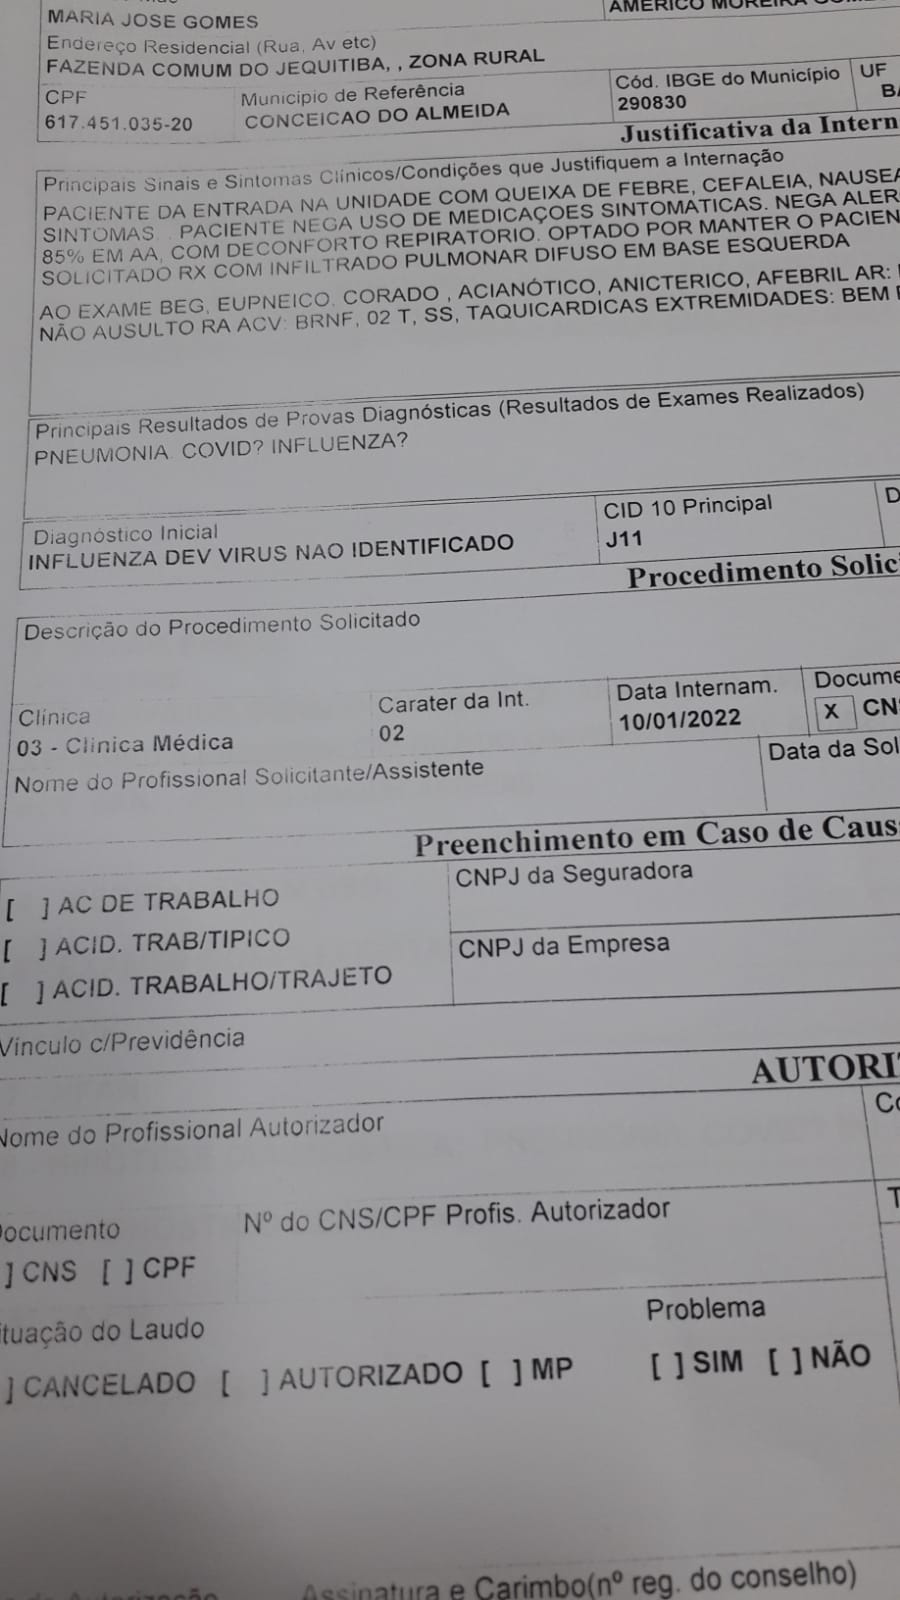 MARIA JOSE GOMES
AMERICO MOREIRA
Endereço Residencial (Rua, Av etc)
FAZENDA COMUM DO JEQUITIBA, , ZONA RURAL
CPF
617.451.035-20
Municipio de Referência
CONCEICAO DO ALMEIDA
Cód. IBGE do Município
290830
UF
BA
Justificativa da Intern
Principais Sinais e Sintomas Clínicos/Condições que Justifiquem a Internação
PACIENTE DA ENTRADA NA UNIDADE COM QUEIXA DE FEBRE, CEFALEIA, NAUSEA
SINTOMAS. . PACIENTE NEGA USO DE MEDICAÇOES SINTOMATICAS. NEGA ALER
85% EM AA, COM DECONFORTO REPIRATORIO. OPTADO POR MANTER O PACIEN
SOLICITADO RX COM INFILTRADO PULMONAR DIFUSO EM BASE ESQUERDA
AO EXAME BEG, EUPNEICO, CORADO , ACIANÓTICO, ANICTERICO, AFEBRIL AR:
NÃO AUSULTO RA ACV: BRNF, 02 T, SS, TAQUICARDICAS EXTREMIDADES: BEM
Principais Resultados de Provas Diagnósticas (Resultados de Exames Realizados)
PNEUMONIA. COVID? INFLUENZA?
Diagnóstico Inicial
INFLUENZA DEV VIRUS NAO IDENTIFICADO
CID 10 Principal
J11
D
Procedimento Solici
Descrição do Procedimento Solicitado
Clínica
03 - Clinica Médica
Carater da Int.
02
Data Internam.
10/01/2022
Docume
X CNS
Nome do Profissional Solicitante/Assistente
Data da Sol
Preenchimento em Caso de Caus
[ ] AC DE TRABALHO
[ ] ACID. TRAB/TIPICO
[ ] ACID. TRABALHO/TRAJETO
CNPJ da Seguradora
CNPJ da Empresa
Vínculo c/Previdência
AUTORI
Nome do Profissional Autorizador
Co
Documento
] CNS [ ] CPF
Nº do CNS/CPF Profis. Autorizador
T
ituação do Laudo
] CANCELADO [ ] AUTORIZADO [ ] MP
Problema
[ ] SIM [ ] NÃO
Assinatura e Carimbo(nº reg. do conselho)